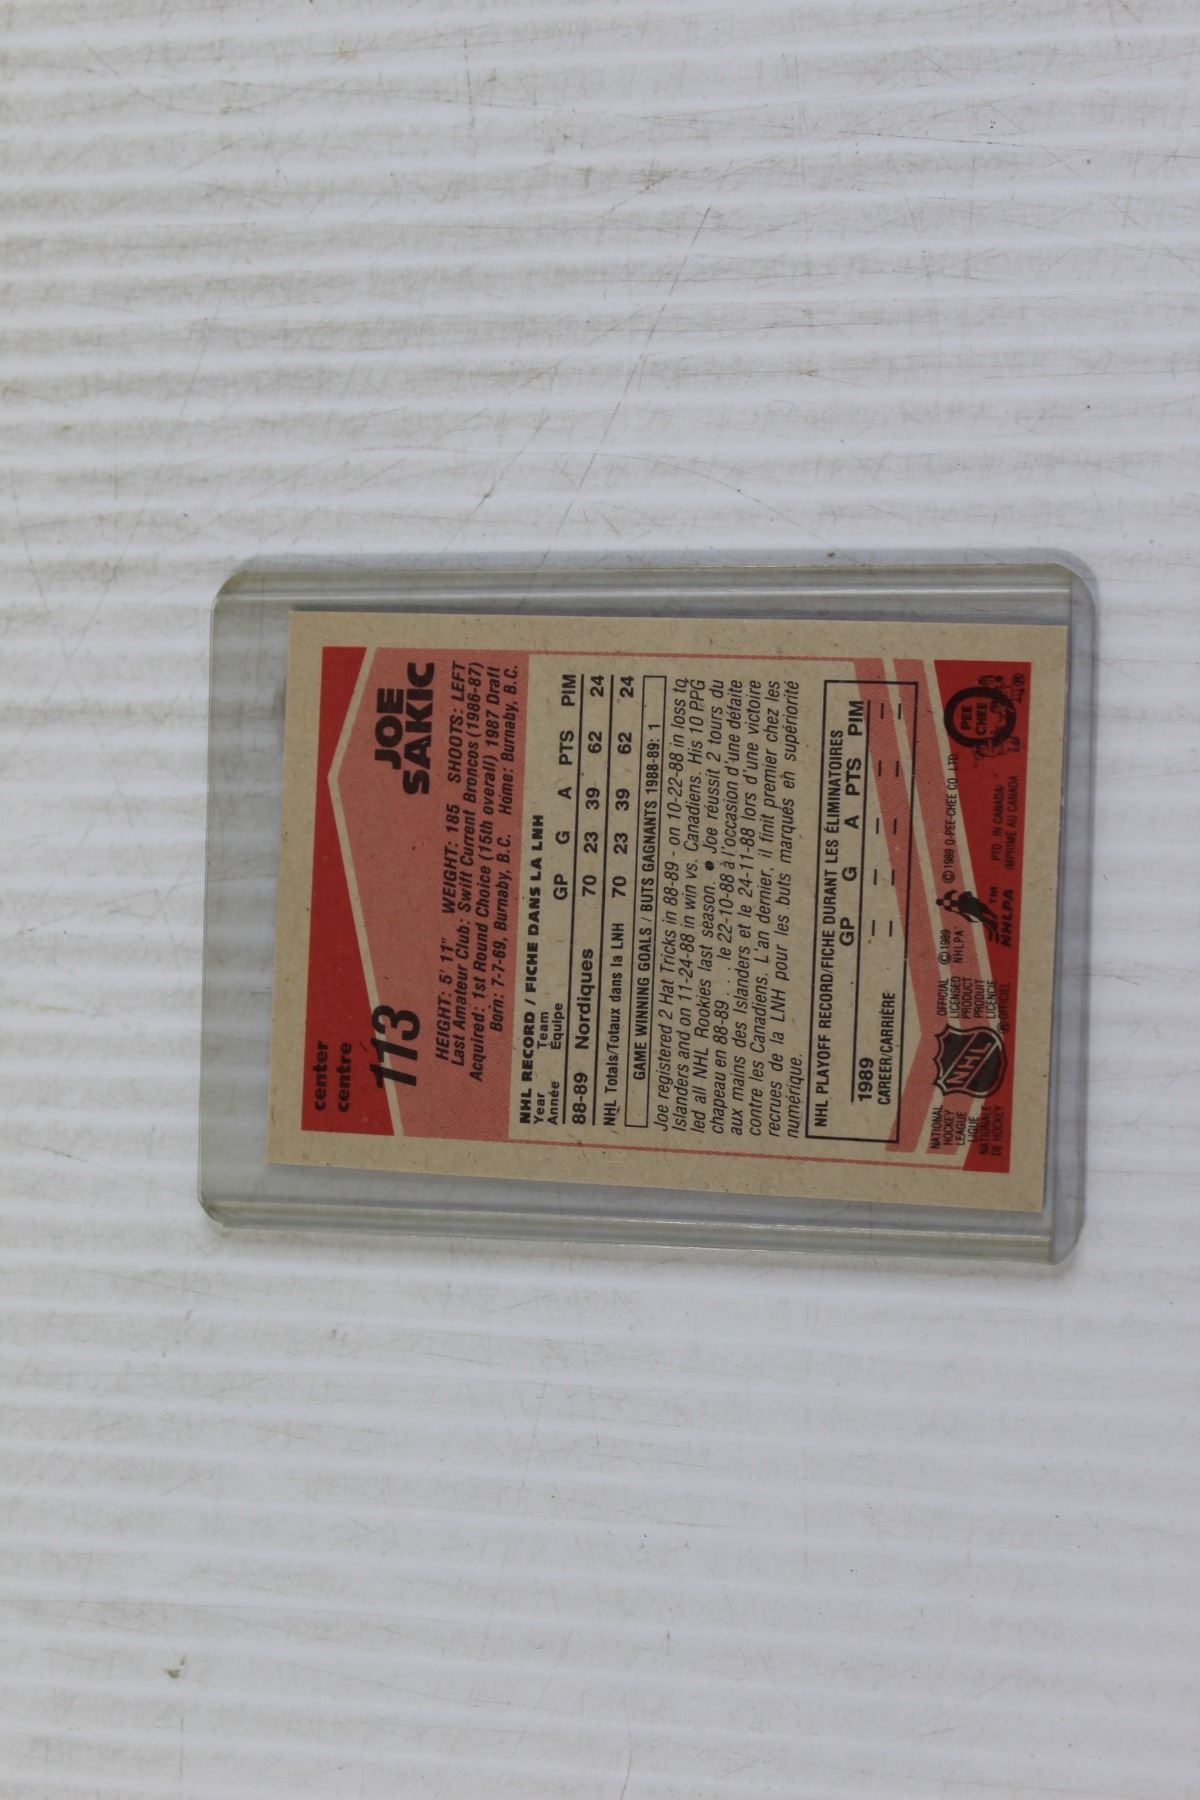 center
centre
113
JOE
SAKIC
HEIGHT: 5' 11" WEIGHT: 185 SHOOTS: LEFT
Last Amateur Club: Swift Current Broncos (1986-87)
Acquired: 1st Round Choice (15th overall) 1987 Draft
Born: 7-7-69, Burnaby, B.C. Home: Burnaby, B.C.
NHL RECORD / FICHE DANS LA LNH
Year Team
Année Équipe GP G A PTS PIM
88-89 Nordiques 70 23 39 62 24
NHL Totals/Totaux dans la LNH 70 23 39 62 24
GAME WINNING GOALS / BUTS GAGNANTS 1988-89: 1
Joe registered 2 Hat Tricks in 88-89 - on 10-22-88 in loss to
Islanders and on 11-24-88 in win vs. Canadiens. His 10 PPG
led all NHL Rookies last season. ● Joe réussit 2 tours du
chapeau en 88-89 . . . le 22-10-88 à l'occasion d'une défaite
aux mains des Islanders et le 24-11-88 lors d'une victoire
contre les Canadiens. L'an dernier, il finit premier chez les
recrues de la LNH pour les buts marqués en supériorité
numérique.
NHL PLAYOFF RECORD/FICHE DURANT LES ÉLIMINATOIRES
GP G A PTS PIM
1989 — — — — —
CAREER/CARRIÈRE — — — — —
NATIONAL
HOCKEY
LEAGUE
LIGUE
NATIONALE
DE HOCKEY
NHL
®
OFFICIAL
LICENSED
PRODUCT
PRODUIT
LICENCIÉ
OFFICIEL
©1989
NHLPA
TM
NHLPA
©1989 O-PEE-CHEE CO. LTD.
PTD. IN CANADA/
IMPRIMÉ AU CANADA
O
PEE
CHEE
®